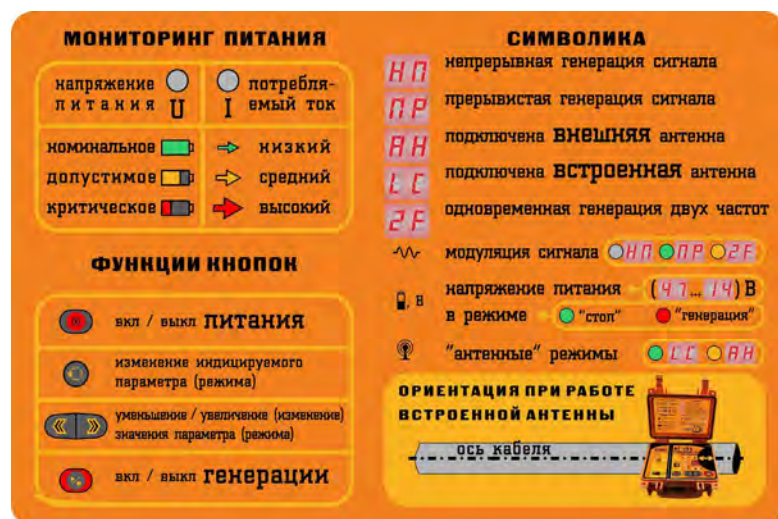 МОНИТОРИНГ ПИТАНИЯ
напряжение питания U
I потребля-
емый ток
номинальное
низкий
допустимое
средний
критическое
высокий
ФУНКЦИИ КНОПОК
вкл / выкл питания
изменение индицируемого
параметра (режима)
уменьшение / увеличение (изменение)
значения параметра (режима)
вкл / выкл генерации
СИМВОЛИКА
НП непрерывная генерация сигнала
ПР прерывистая генерация сигнала
АН подключена внешняя антенна
LC подключена встроенная антенна
2F одновременная генерация двух частот
модуляция сигнала НП ПР 2F
, В напряжение питания (47... 14) В
в режиме "стоп" "генерация"
"антенные" режимы LC АН
ОРИЕНТАЦИЯ ПРИ РАБОТЕ
ВСТРОЕННОЙ АНТЕННЫ
ось кабеля